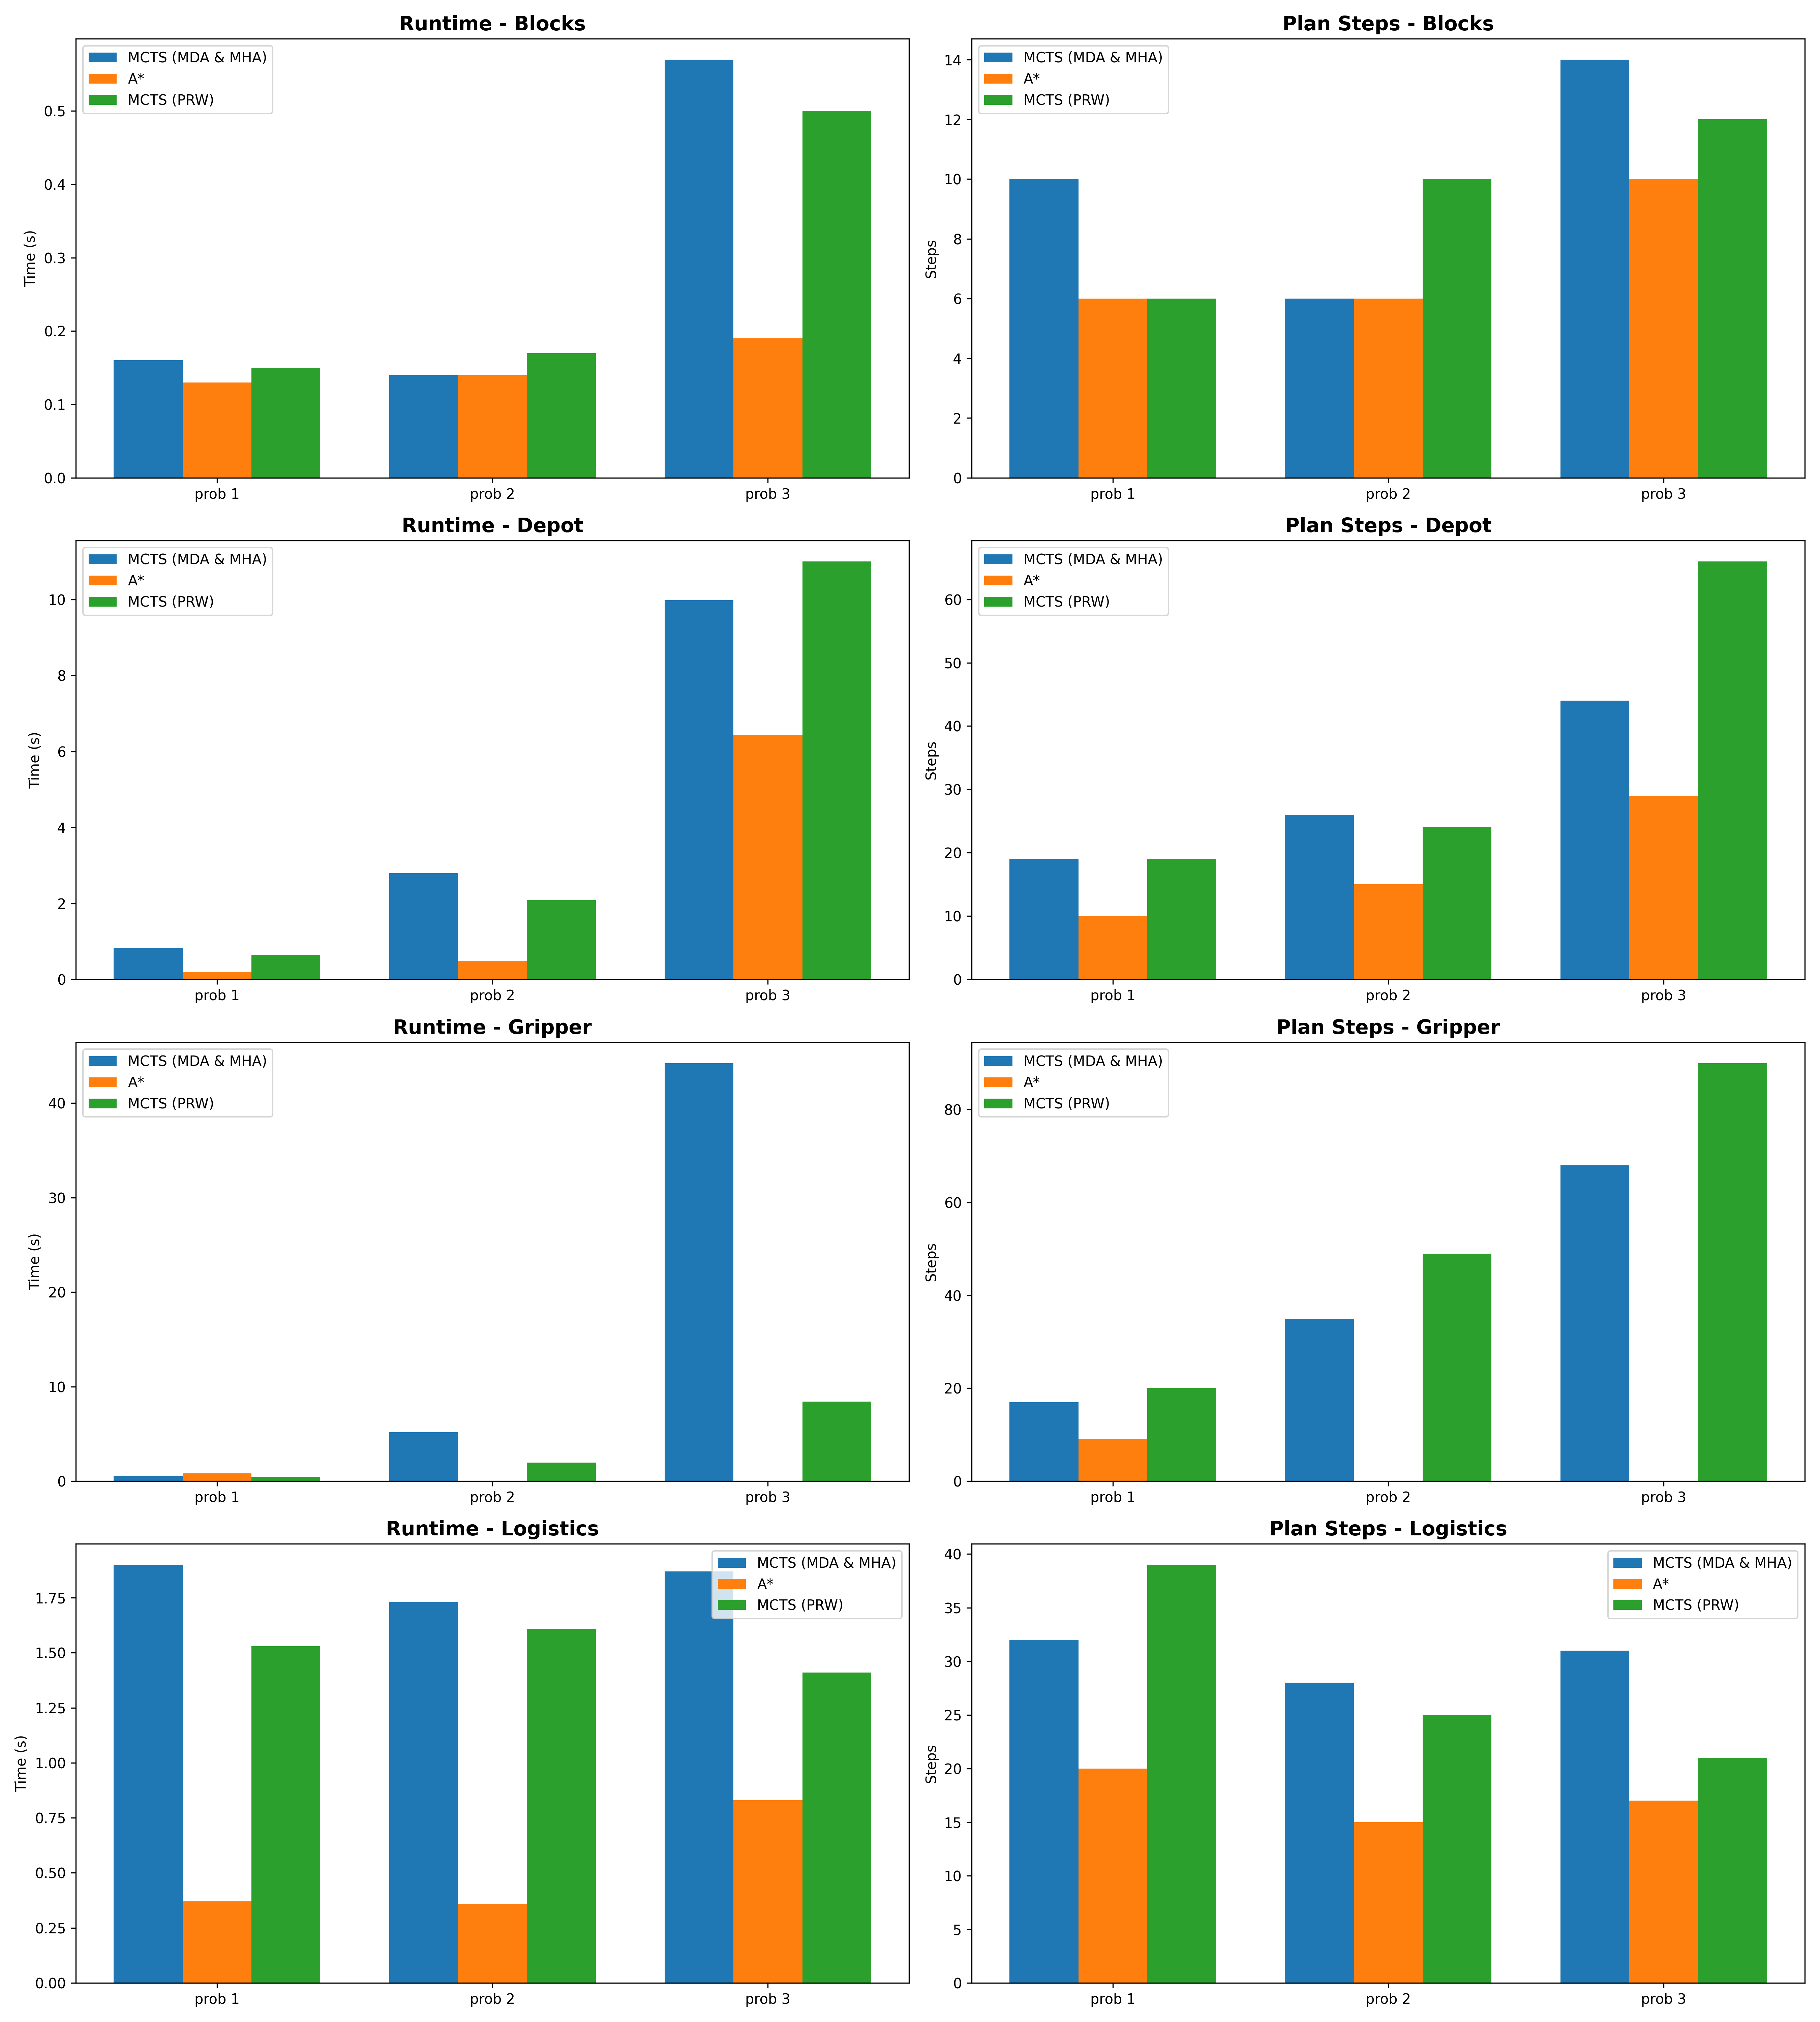 Runtime - Blocks
MCTS (MDA & MHA)
A*
MCTS (PRW)
Time (s)
0.5
0.4
0.3
0.2
0.1
0.0
prob 1
prob 2
prob 3
Plan Steps - Blocks
MCTS (MDA & MHA)
A*
MCTS (PRW)
Steps
14
12
10
8
6
4
2
0
prob 1
prob 2
prob 3
Runtime - Depot
MCTS (MDA & MHA)
A*
MCTS (PRW)
Time (s)
10
8
6
4
2
0
prob 1
prob 2
prob 3
Plan Steps - Depot
MCTS (MDA & MHA)
A*
MCTS (PRW)
Steps
60
50
40
30
20
10
0
prob 1
prob 2
prob 3
Runtime - Gripper
MCTS (MDA & MHA)
A*
MCTS (PRW)
Time (s)
40
30
20
10
0
prob 1
prob 2
prob 3
Plan Steps - Gripper
MCTS (MDA & MHA)
A*
MCTS (PRW)
Steps
80
60
40
20
0
prob 1
prob 2
prob 3
Runtime - Logistics
MCTS (MDA & MHA)
A*
MCTS (PRW)
Time (s)
1.75
1.50
1.25
1.00
0.75
0.50
0.25
0.00
prob 1
prob 2
prob 3
Plan Steps - Logistics
MCTS (MDA & MHA)
A*
MCTS (PRW)
Steps
40
35
30
25
20
15
10
5
0
prob 1
prob 2
prob 3